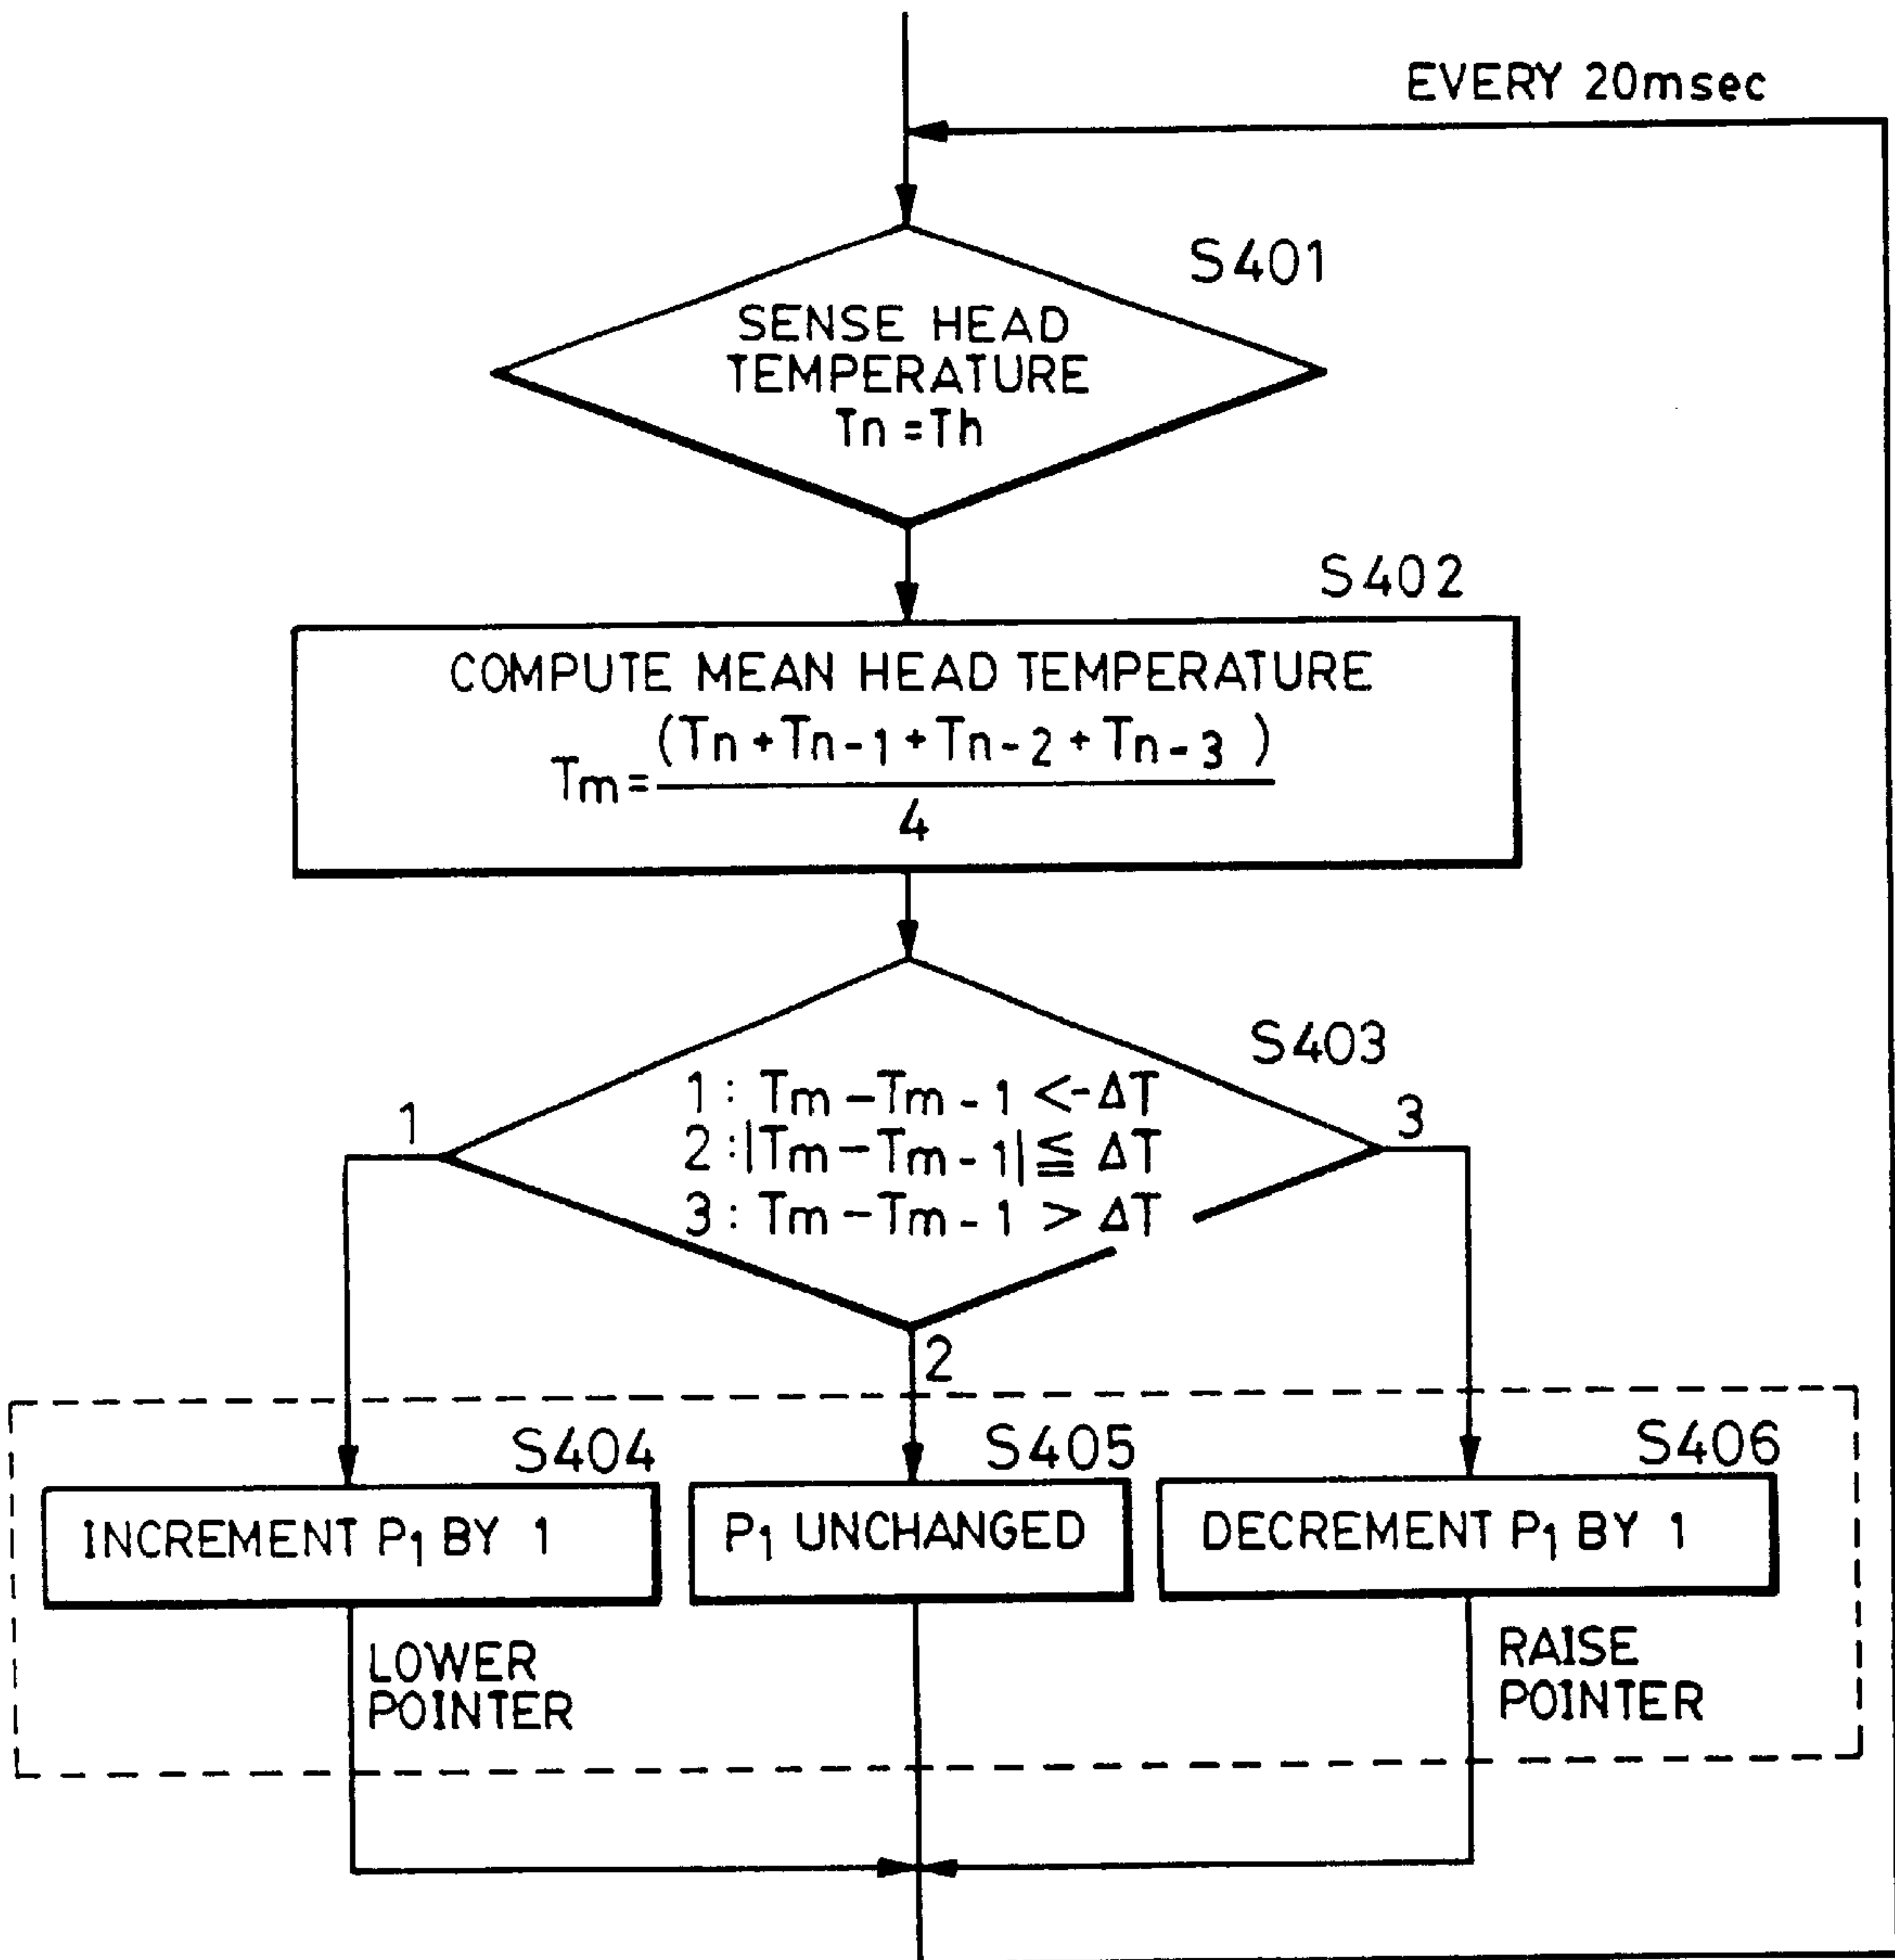 EVERY 20msec
S401
SENSE HEAD
TEMPERATURE
Tn = Th
S402
COMPUTE MEAN HEAD TEMPERATURE
Tm = (Tn + Tn-1 + Tn-2 + Tn-3 )
4
S403
1 : Tm - Tm-1 < -ΔT
2 : |Tm - Tm-1| ≦ ΔT
3 : Tm - Tm-1 > ΔT
1
3
2
S404
S405
S406
INCREMENT P1 BY 1
P1 UNCHANGED
DECREMENT P1 BY 1
LOWER
POINTER
RAISE
POINTER